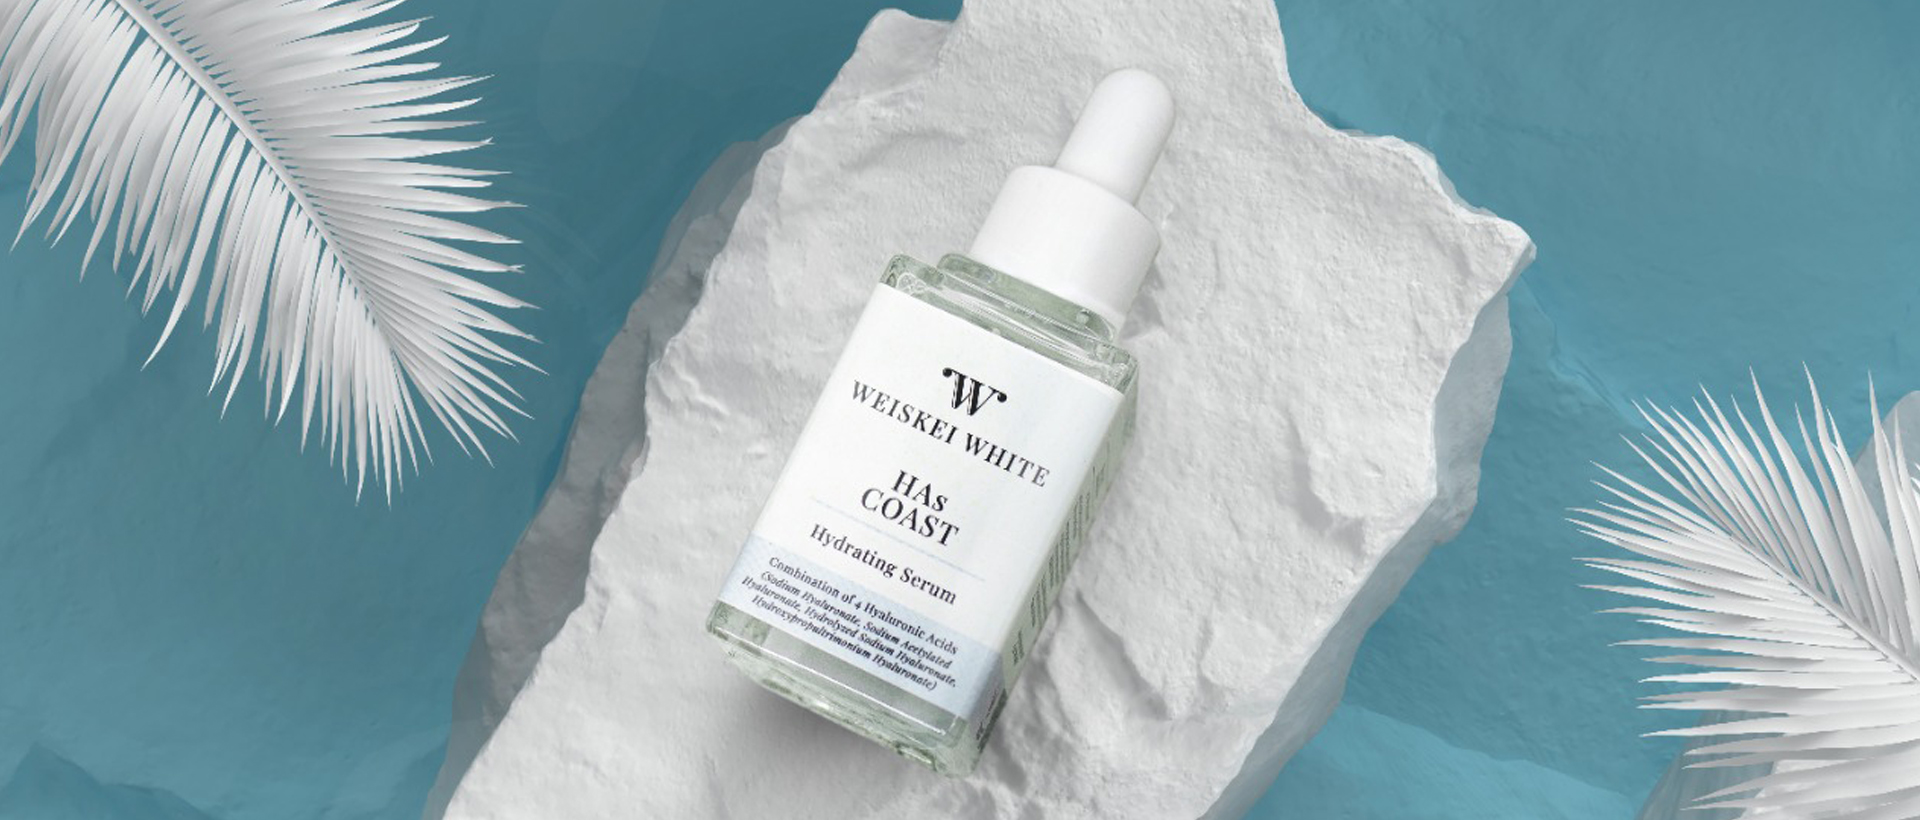 W
WEISKEI WHITE
HAs
COAST
Hydrating Serum
Combination of 4 Hyaluronic Acids
(Sodium Hyaluronate, Sodium Acetylated
Hyaluronate, Hydrolyzed Sodium Hyaluronate,
Hydroxypropultrimonium Hyaluronate)